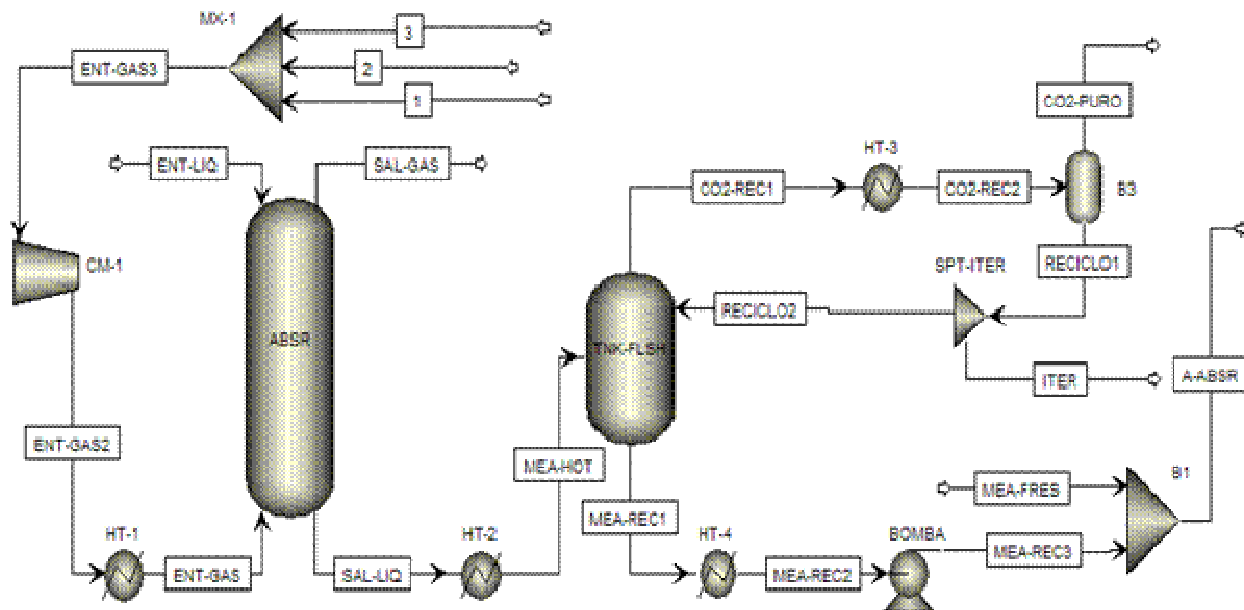 MX-1
3
ENT-GAS3
2
1
CO2-PURO
ENT-LIQ
SAL-GAS
HT-3
CO2-REC1
CO2-REC2
B3
CM-1
SPT-ITER
RECICLO1
RECICLO2
ABSR
TNK-FLSH
ITER
A-ABSR
ENT-GAS2
MEA-HOT
MEA-FRES
B1
MEA-REC1
HT-1
HT-2
HT-4
BOMBA
MEA-REC3
ENT-GAS
SAL-LIQ
MEA-REC2